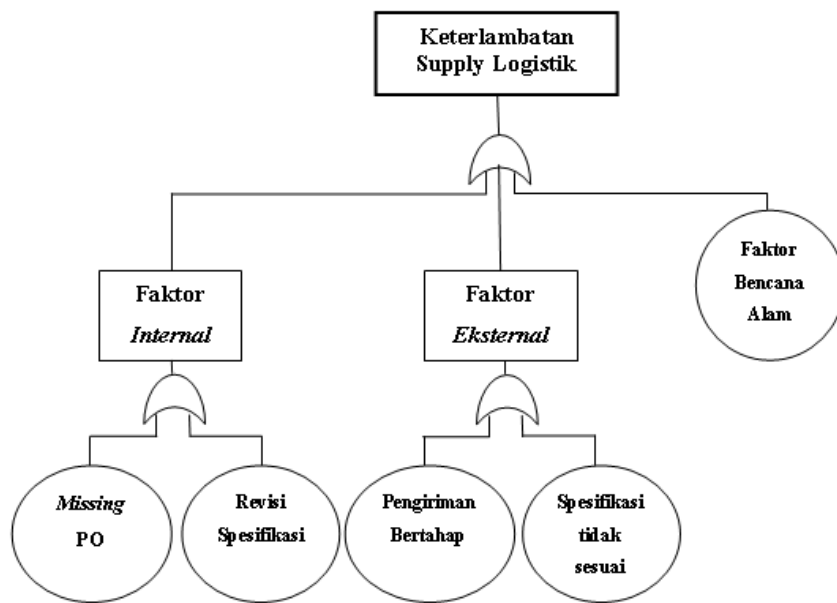 Keterlambatan
Supply Logistik
Faktor
Bencana
Alam
Faktor
Internal
Faktor
Eksternal
Missing
PO
Revisi
Spesifikasi
Pengiriman
Bertahap
Spesifikasi
tidak
sesuai